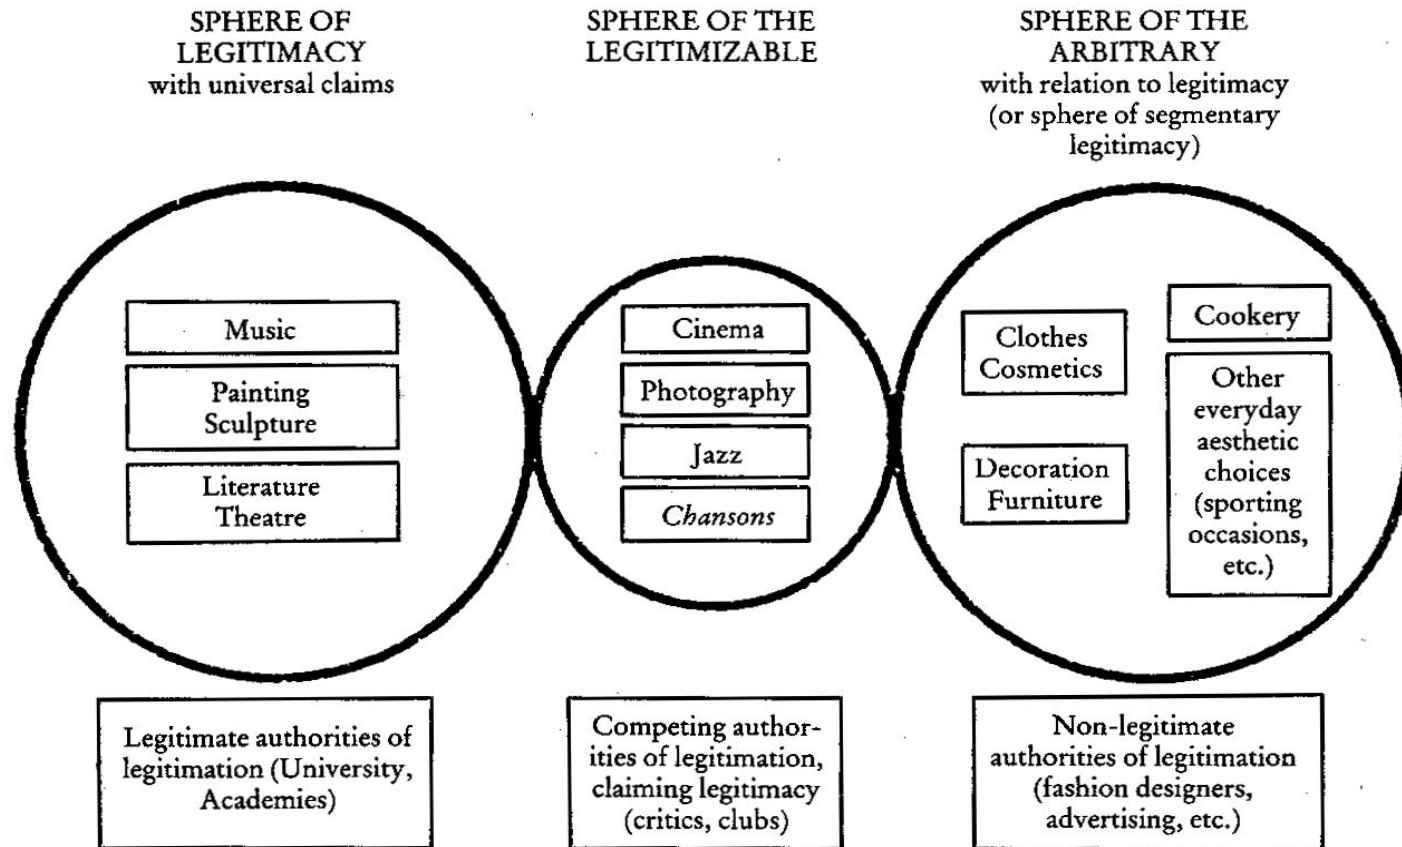 SPHERE OF
LEGITIMACY
with universal claims
SPHERE OF THE
LEGITIMIZABLE
SPHERE OF THE
ARBITRARY
with relation to legitimacy
(or sphere of segmentary
legitimacy)
Music
Painting
Sculpture
Literature
Theatre
Cinema
Photography
Jazz
Chansons
Clothes
Cosmetics
Decoration
Furniture
Cookery
Other
everyday
aesthetic
choices
(sporting
occasions,
etc.)
Legitimate authorities of
legitimation (University,
Academies)
Competing author-
ities of legitimation,
claiming legitimacy
(critics, clubs)
Non-legitimate
authorities of legitimation
(fashion designers,
advertising, etc.)